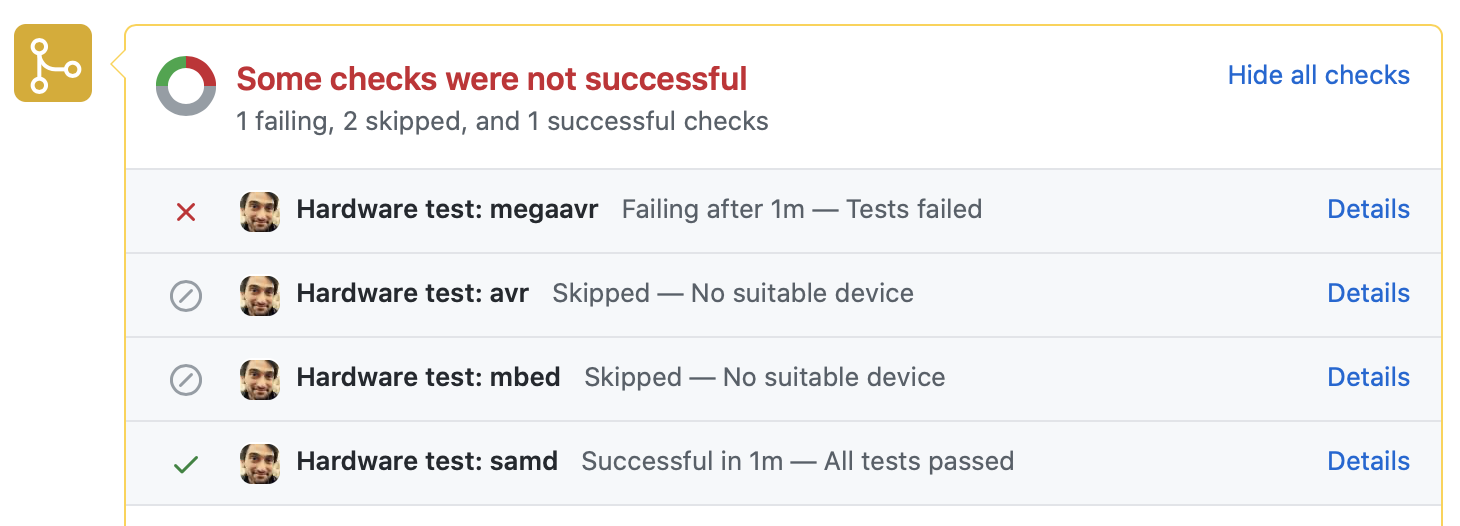 Some checks were not successful
Hide all checks
1 failing, 2 skipped, and 1 successful checks
Hardware test: megaavr Failing after 1m — Tests failed Details
Hardware test: avr Skipped — No suitable device Details
Hardware test: mbed Skipped — No suitable device Details
Hardware test: samd Successful in 1m — All tests passed Details